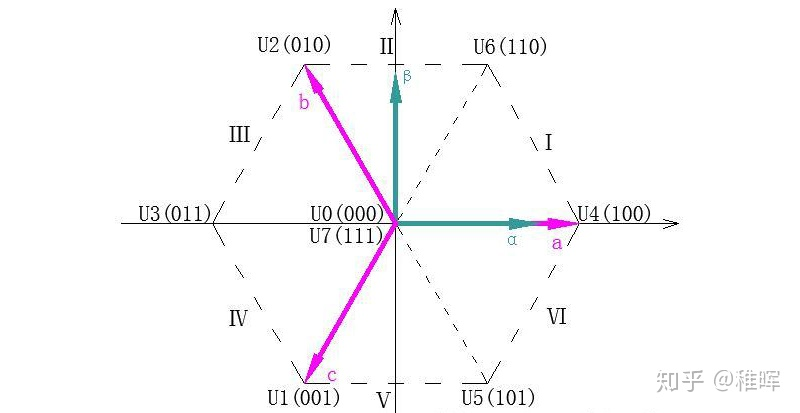 U2(010)
II
U6(110)
β
b
III
I
U3(011)
U0(000)
U4(100)
U7(111)
α
a
IV
VI
c
U1(001)
V
U5(101)
知乎 @稚晖